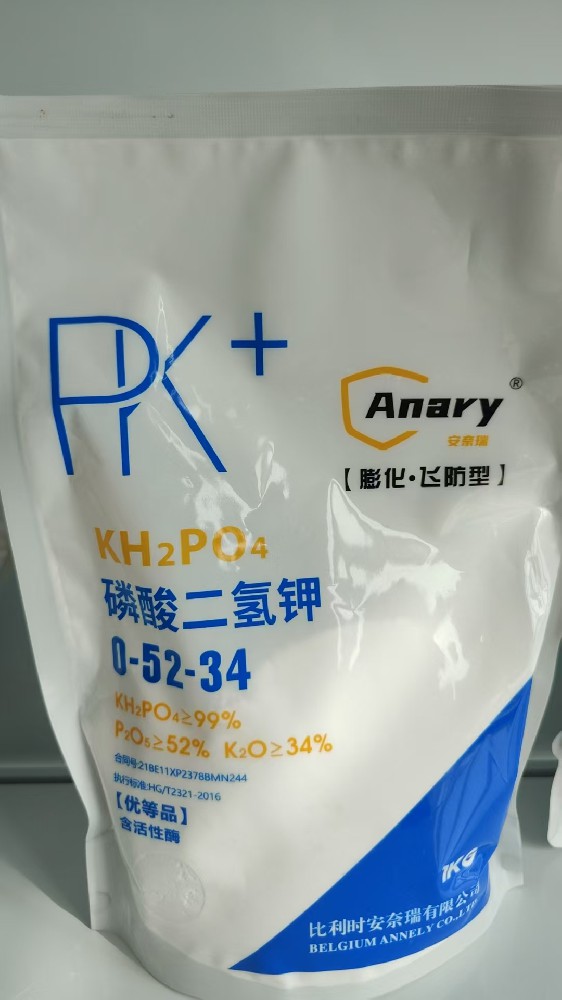 PK+
Anary®
安奈瑞
【膨化·飞防型】
KH₂PO₄
磷酸二氢钾
0-52-34
KH₂PO₄≥99%
P₂O₅≥52% K₂O≥34%
合同号:21BE11XP2378BMN244
执行标准:HG/T2321-2016
【优等品】
含活性酶
1KG
比利时安奈瑞有限公司
BELGIUM ANNELY CO.,LTD